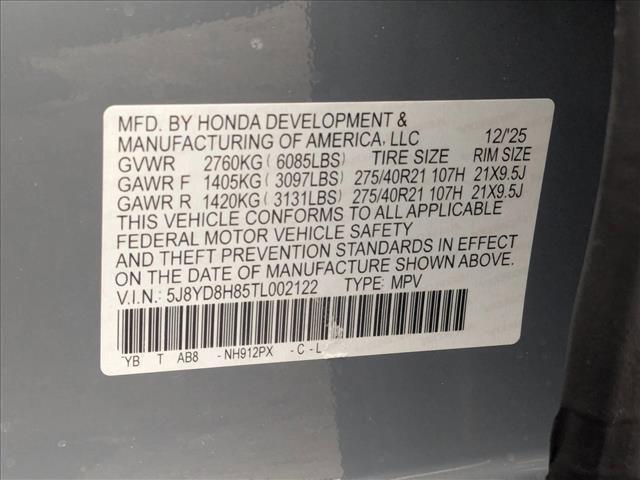 MFD. BY HONDA DEVELOPMENT &
MANUFACTURING OF AMERICA, LLC 12/'25
GVWR 2760KG ( 6085LBS) TIRE SIZE RIM SIZE
GAWR F 1405KG ( 3097LBS) 275/40R21 107H 21X9.5J
GAWR R 1420KG ( 3131LBS) 275/40R21 107H 21X9.5J
THIS VEHICLE CONFORMS TO ALL APPLICABLE
FEDERAL MOTOR VEHICLE SAFETY
AND THEFT PREVENTION STANDARDS IN EFFECT
ON THE DATE OF MANUFACTURE SHOWN ABOVE.
V.I.N.: 5J8YD8H85TL002122 TYPE: MPV
YB T AB8 - NH912PX - C - L